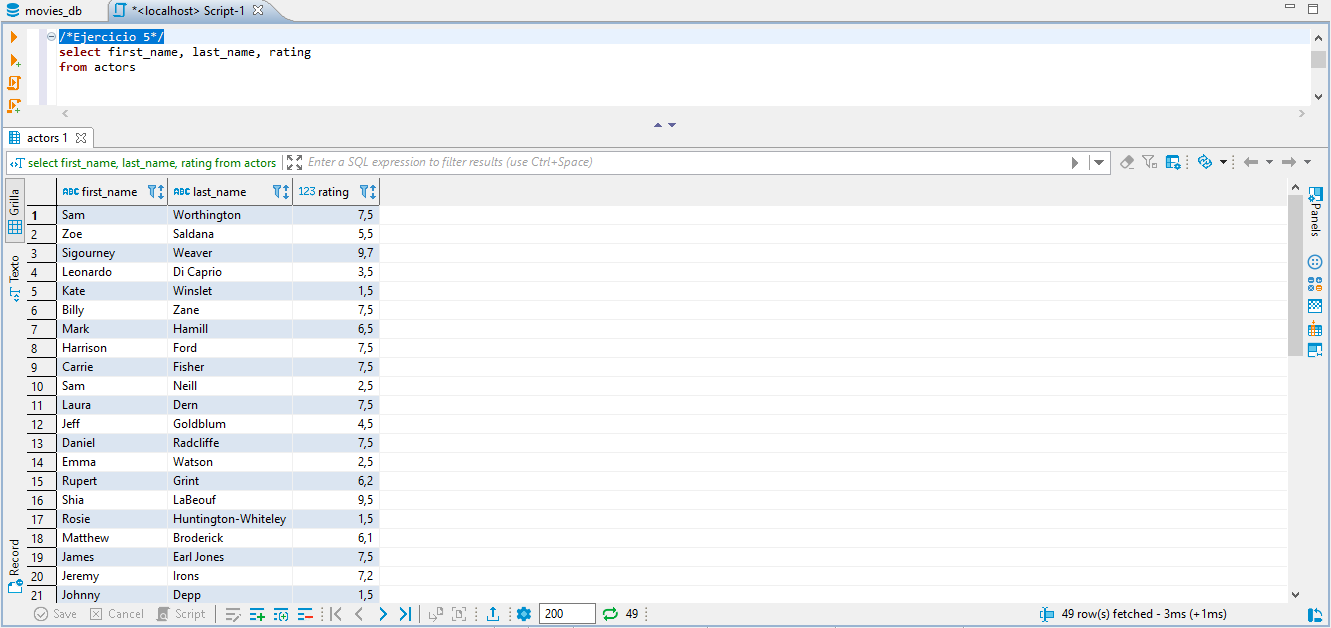 movies_db *<localhost> Script-1
/*Ejercicio 5*/
select first_name, last_name, rating
from actors
actors 1
select first_name, last_name, rating from actors Enter a SQL expression to filter results (use Ctrl+Space)
Grilla
Texto
Record
ABC first_name ABC last_name 123 rating
1 Sam Worthington 7,5
2 Zoe Saldana 5,5
3 Sigourney Weaver 9,7
4 Leonardo Di Caprio 3,5
5 Kate Winslet 1,5
6 Billy Zane 7,5
7 Mark Hamill 6,5
8 Harrison Ford 7,5
9 Carrie Fisher 7,5
10 Sam Neill 2,5
11 Laura Dern 7,5
12 Jeff Goldblum 4,5
13 Daniel Radcliffe 7,5
14 Emma Watson 2,5
15 Rupert Grint 6,2
16 Shia LaBeouf 9,5
17 Rosie Huntington-Whiteley 1,5
18 Matthew Broderick 6,1
19 James Earl Jones 7,5
20 Jeremy Irons 7,2
21 Johnny Depp 1,5
Panels
Save Cancel Script 200 49 49 row(s) fetched - 3ms (+1ms)